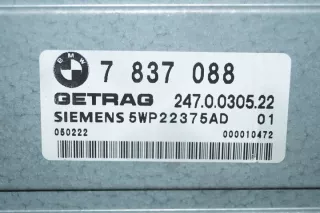 BMW
7 837 088
GETRAG 247.0.0305.22
SIEMENS 5WP22375AD 01
050222 000010472